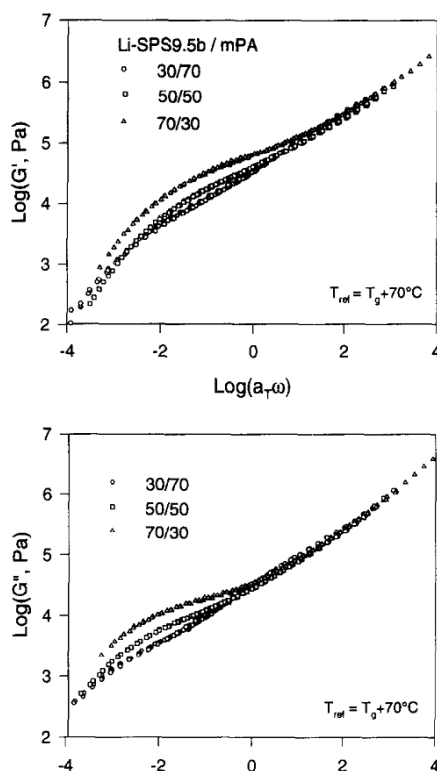 Li-SPS9.5b / mPA
○ 30/70
□ 50/50
△ 70/30
Log(G', Pa)
7
6
5
4
3
2
T_ref = T_g+70°C
-4 -2 0 2 4
Log(a_Tω)
○ 30/70
□ 50/50
△ 70/30
Log(G'', Pa)
7
6
5
4
3
2
T_ref = T_g+70°C
-4 -2 0 2 4